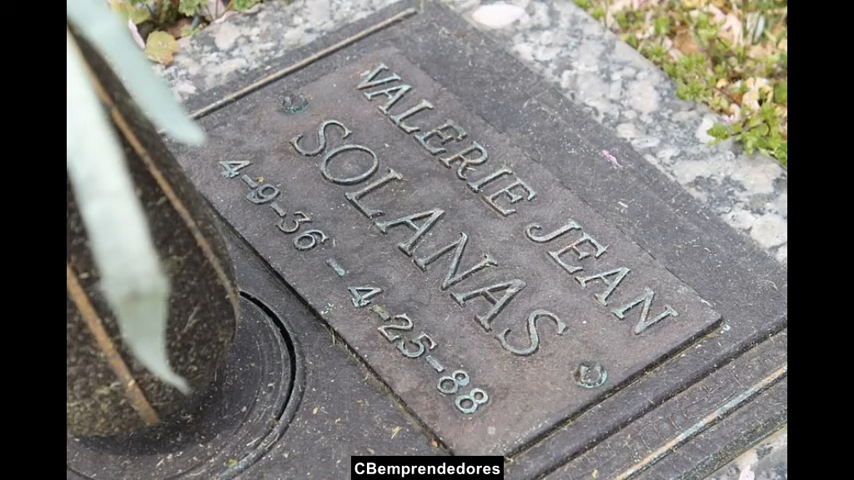 VALERIE JEAN
SOLANAS
4-9-36 - 4-25-88
CBemprendedores